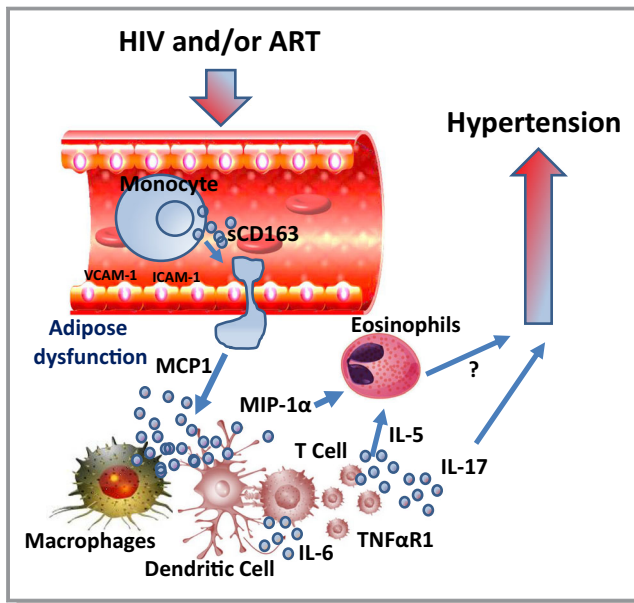 HIV and/or ART
Hypertension
Monocyte
sCD163
VCAM-1
ICAM-1
Adipose
dysfunction
MCP1
Eosinophils
?
MIP-1α
IL-5
T Cell
IL-17
TNFαR1
IL-6
Macrophages
Dendritic Cell